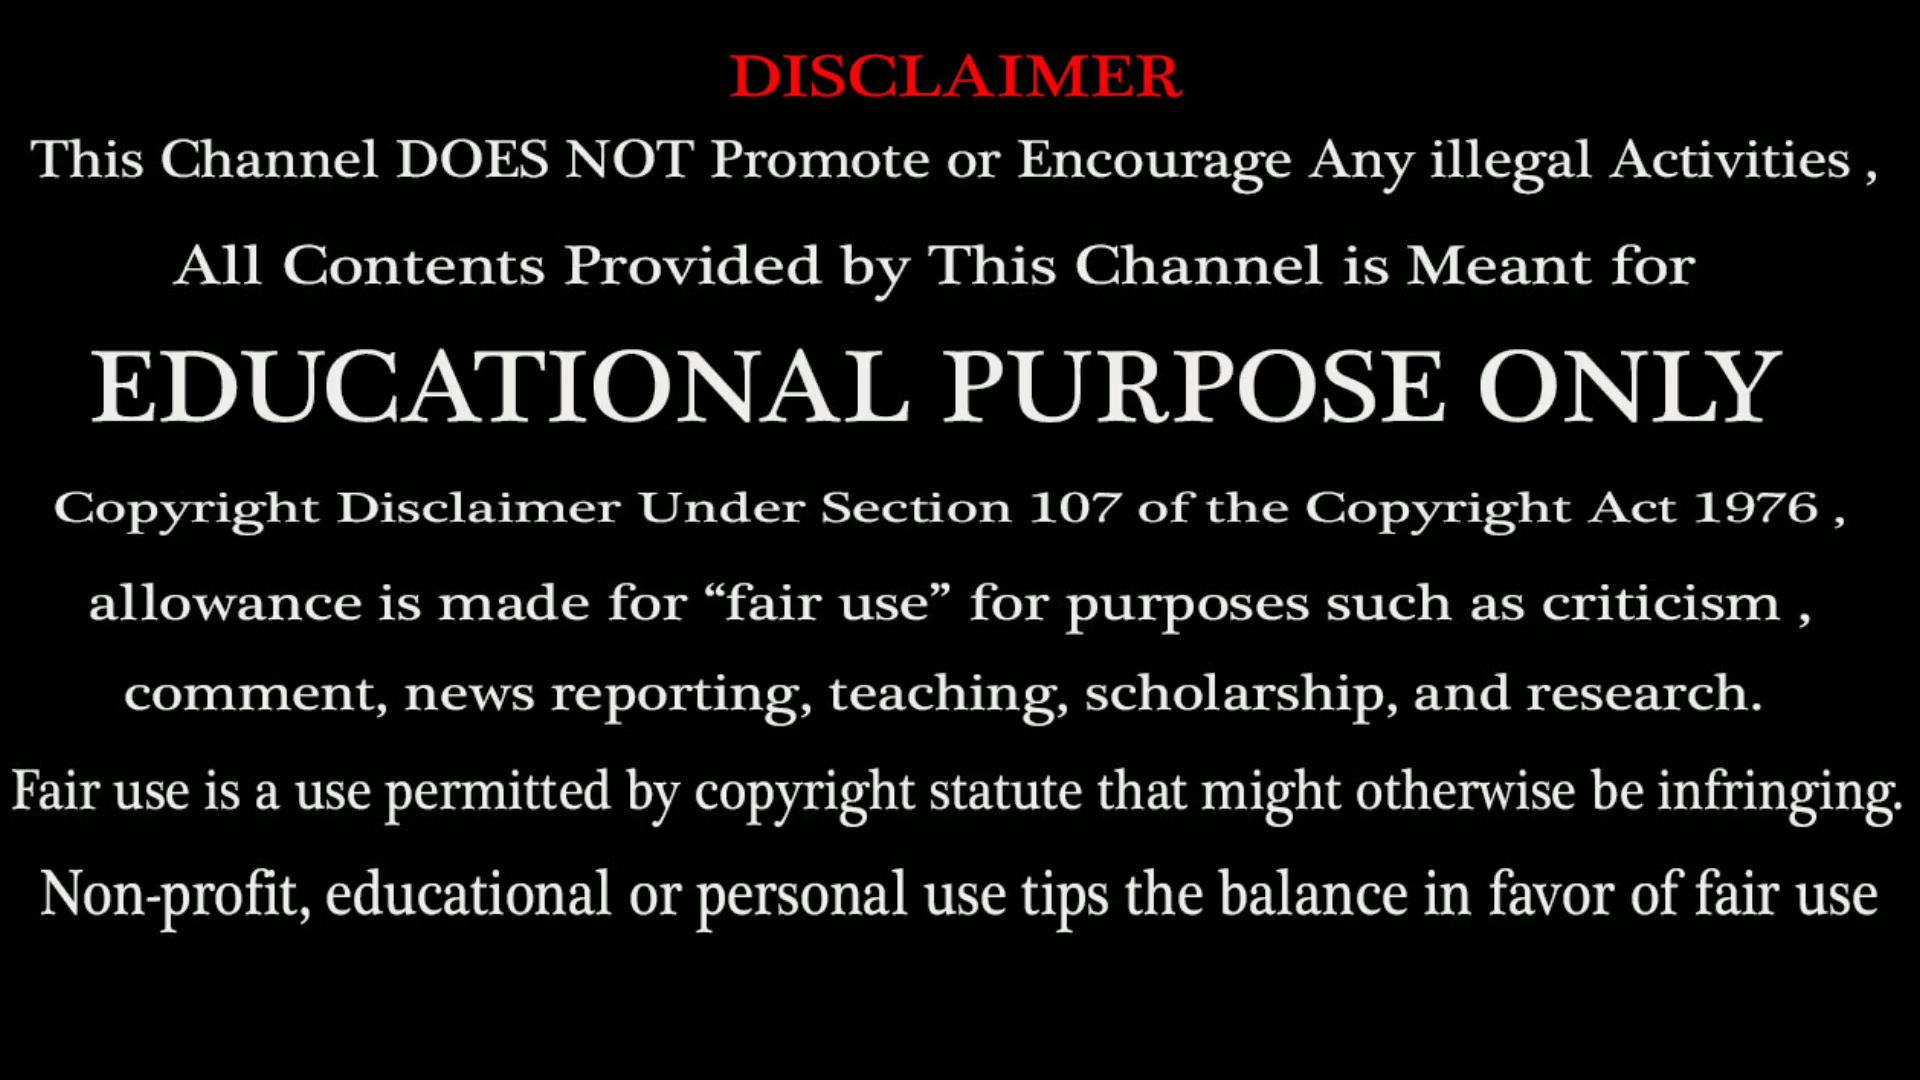 DISCLAIMER
This Channel DOES NOT Promote or Encourage Any illegal Activities ,
All Contents Provided by This Channel is Meant for
EDUCATIONAL PURPOSE ONLY
Copyright Disclaimer Under Section 107 of the Copyright Act 1976 ,
allowance is made for “fair use” for purposes such as criticism ,
comment, news reporting, teaching, scholarship, and research.
Fair use is a use permitted by copyright statute that might otherwise be infringing.
Non-profit, educational or personal use tips the balance in favor of fair use